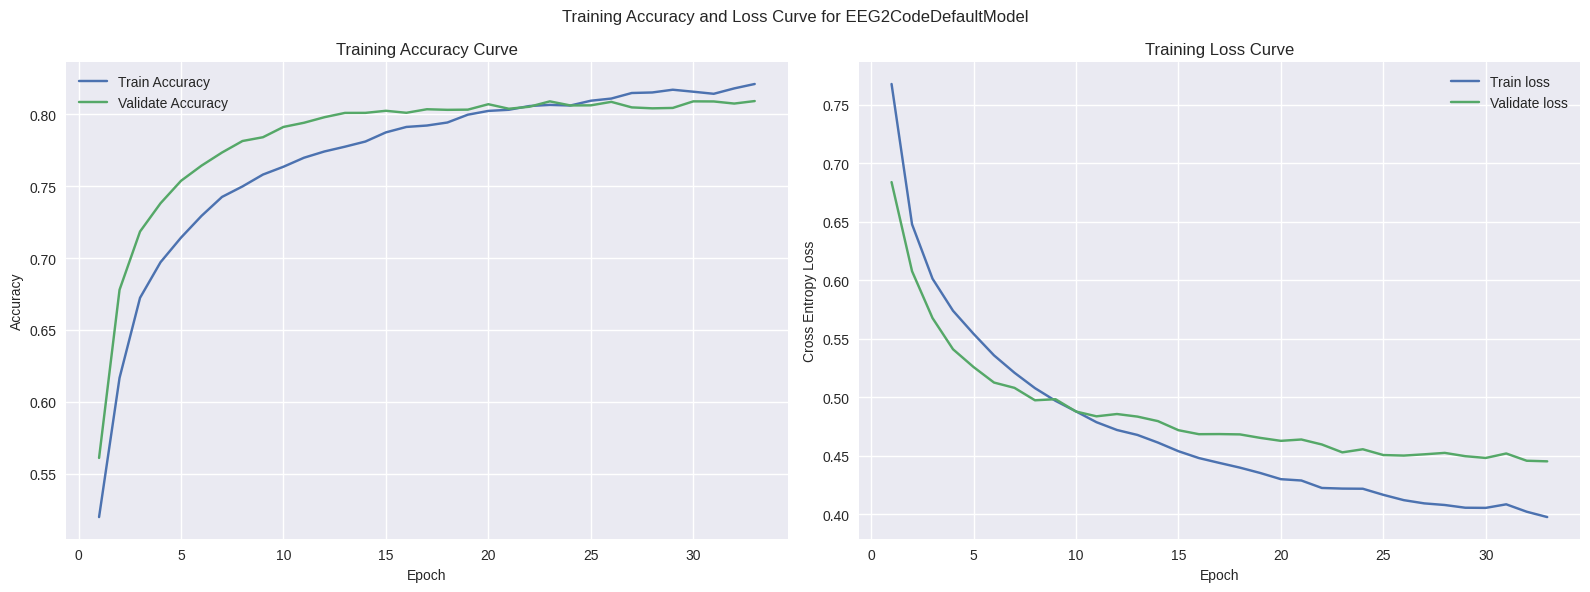 Training Accuracy and Loss Curve for EEG2CodeDefaultModel
Training Accuracy Curve
Train Accuracy
Validate Accuracy
Accuracy
0.80
0.75
0.70
0.65
0.60
0.55
0 5 10 15 20 25 30
Epoch
Training Loss Curve
Train loss
Validate loss
Cross Entropy Loss
0.75
0.70
0.65
0.60
0.55
0.50
0.45
0.40
0 5 10 15 20 25 30
Epoch